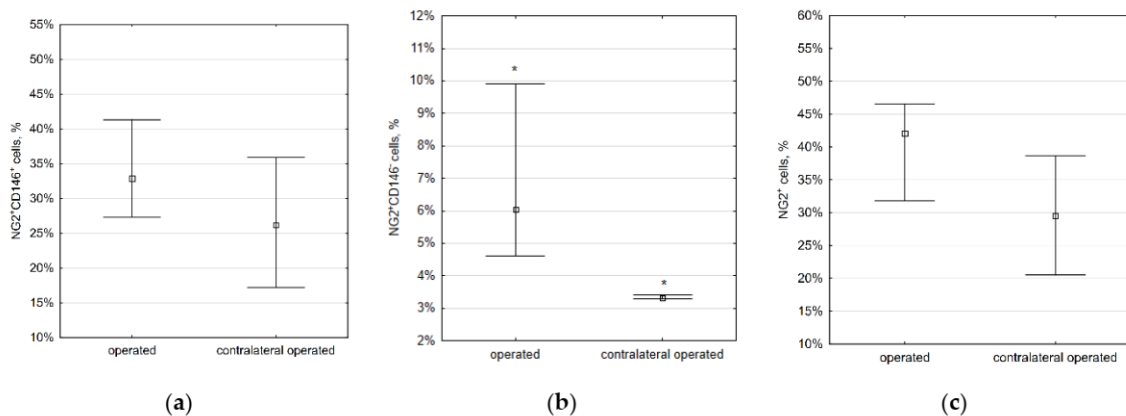 55%
50%
45%
40%
35%
30%
25%
20%
15%
10%
NG2⁺CD146⁺ cells, %
operated
contralateral operated
(a)
12%
11%
10%
9%
8%
7%
6%
5%
4%
3%
2%
NG2⁺CD146⁻ cells, %
*
*
operated
contralateral operated
(b)
60%
55%
50%
45%
40%
35%
30%
25%
20%
15%
10%
NG2⁺ cells, %
operated
contralateral operated
(c)